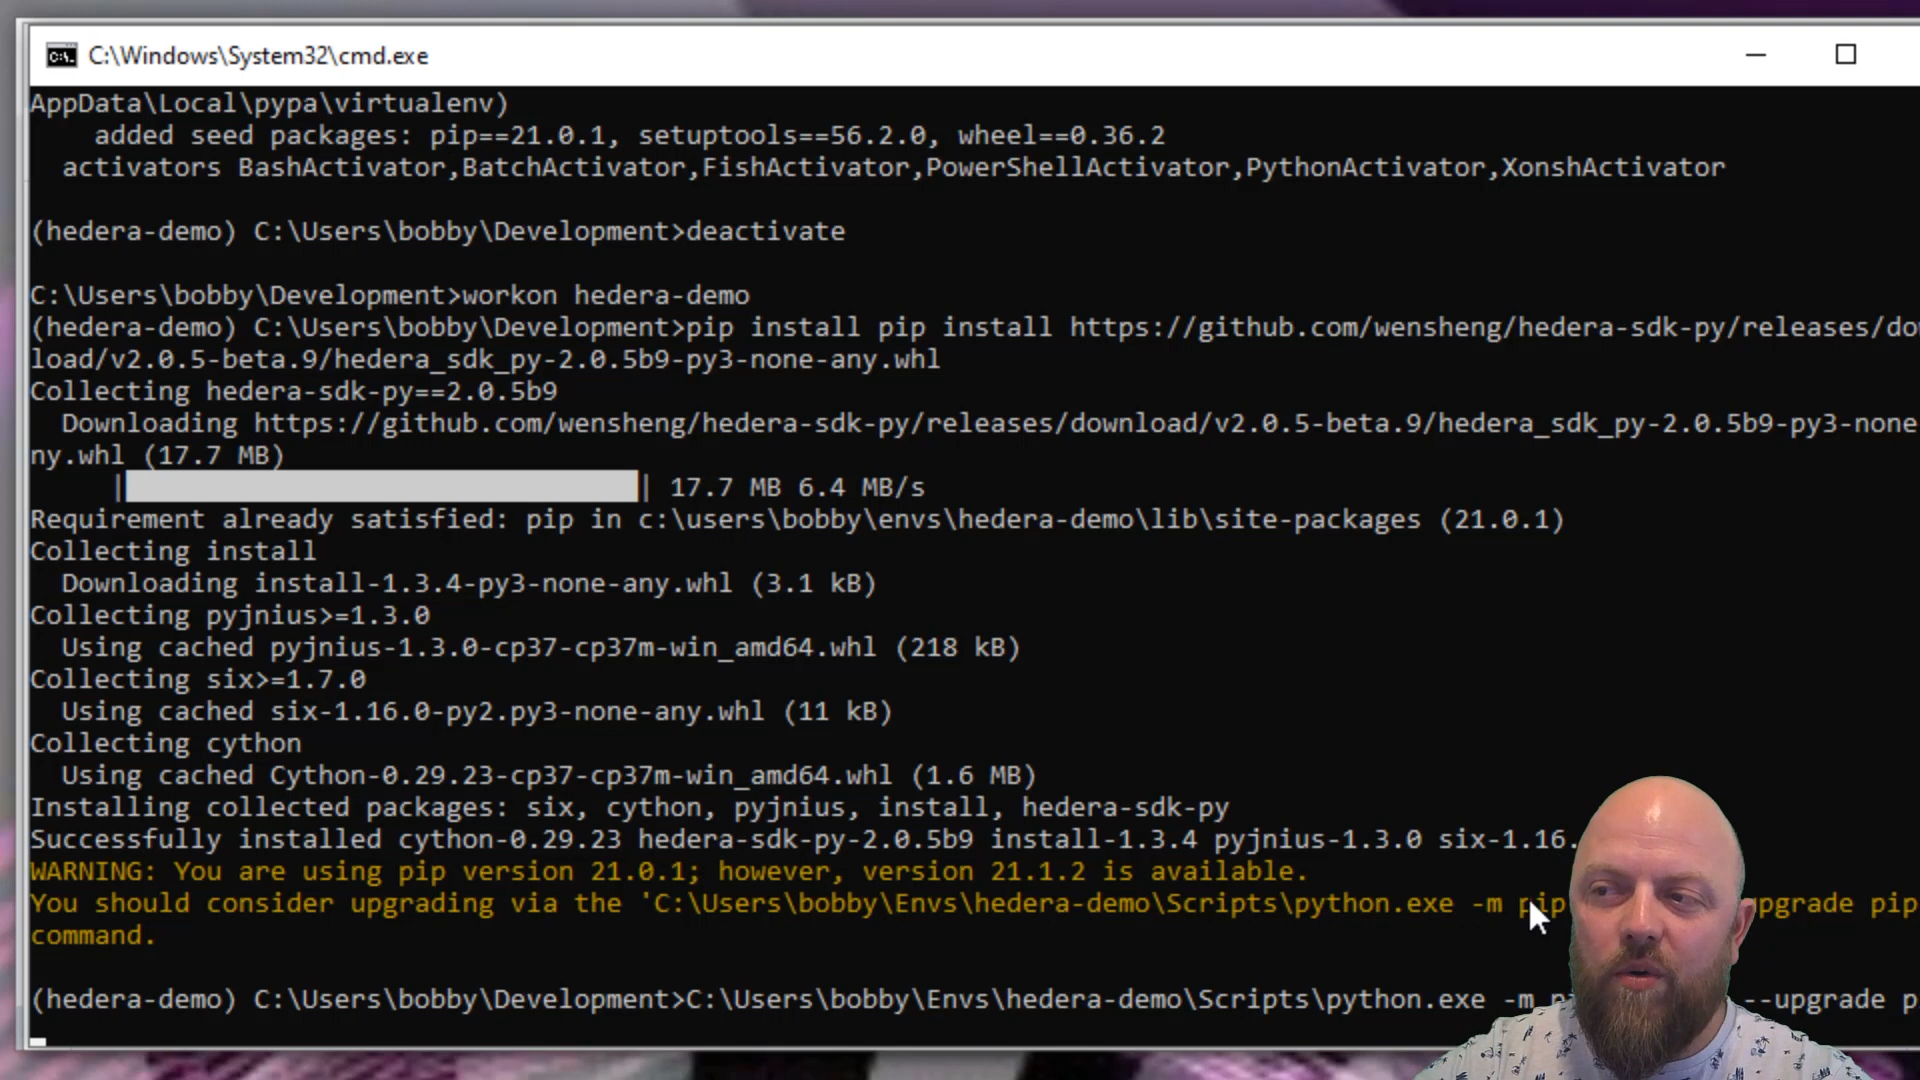 C:\Windows\System32\cmd.exe
AppData\Local\pypa\virtualenv)
added seed packages: pip==21.0.1, setuptools==56.2.0, wheel==0.36.2
activators BashActivator,BatchActivator,FishActivator,PowerShellActivator,PythonActivator,XonshActivator
(hedera-demo) C:\Users\bobby\Development>deactivate
C:\Users\bobby\Development>workon hedera-demo
(hedera-demo) C:\Users\bobby\Development>pip install pip install https://github.com/wensheng/hedera-sdk-py/releases/do
load/v2.0.5-beta.9/hedera_sdk_py-2.0.5b9-py3-none-any.whl
Collecting hedera-sdk-py==2.0.5b9
Downloading https://github.com/wensheng/hedera-sdk-py/releases/download/v2.0.5-beta.9/hedera_sdk_py-2.0.5b9-py3-none
ny.whl (17.7 MB)
| | 17.7 MB 6.4 MB/s
Requirement already satisfied: pip in c:\users\bobby\envs\hedera-demo\lib\site-packages (21.0.1)
Collecting install
Downloading install-1.3.4-py3-none-any.whl (3.1 kB)
Collecting pyjnius>=1.3.0
Using cached pyjnius-1.3.0-cp37-cp37m-win_amd64.whl (218 kB)
Collecting six>=1.7.0
Using cached six-1.16.0-py2.py3-none-any.whl (11 kB)
Collecting cython
Using cached Cython-0.29.23-cp37-cp37m-win_amd64.whl (1.6 MB)
Installing collected packages: six, cython, pyjnius, install, hedera-sdk-py
Successfully installed cython-0.29.23 hedera-sdk-py-2.0.5b9 install-1.3.4 pyjnius-1.3.0 six-1.16.
WARNING: You are using pip version 21.0.1; however, version 21.1.2 is available.
You should consider upgrading via the 'C:\Users\bobby\Envs\hedera-demo\Scripts\python.exe -m pip pgrade pip
command.
(hedera-demo) C:\Users\bobby\Development>C:\Users\bobby\Envs\hedera-demo\Scripts\python.exe -m --upgrade p